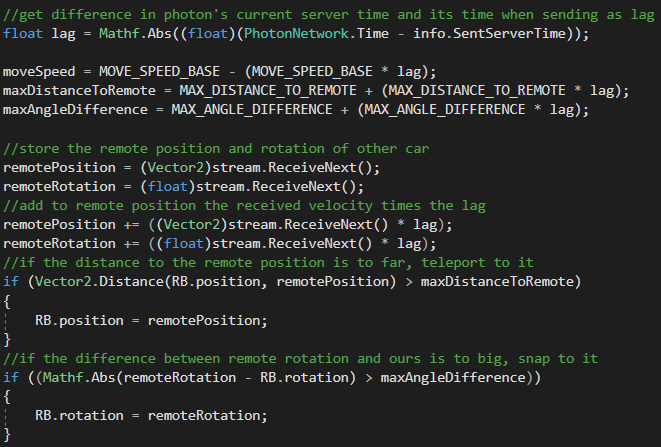 //get difference in photon's current server time and its time when sending as lag
float lag = Mathf.Abs((float)(PhotonNetwork.Time - info.SentServerTime));
moveSpeed = MOVE_SPEED_BASE - (MOVE_SPEED_BASE * lag);
maxDistanceToRemote = MAX_DISTANCE_TO_REMOTE + (MAX_DISTANCE_TO_REMOTE * lag);
maxAngleDifference = MAX_ANGLE_DIFFERENCE + (MAX_ANGLE_DIFFERENCE * lag);
//store the remote position and rotation of other car
remotePosition = (Vector2)stream.ReceiveNext();
remoteRotation = (float)stream.ReceiveNext();
//add to remote position the received velocity times the lag
remotePosition += ((Vector2)stream.ReceiveNext() * lag);
remoteRotation += ((float)stream.ReceiveNext() * lag);
//if the distance to the remote position is to far, teleport to it
if (Vector2.Distance(RB.position, remotePosition) > maxDistanceToRemote)
{
RB.position = remotePosition;
}
//if the difference between remote rotation and ours is to big, snap to it
if ((Mathf.Abs(remoteRotation - RB.rotation) > maxAngleDifference))
{
RB.rotation = remoteRotation;
}